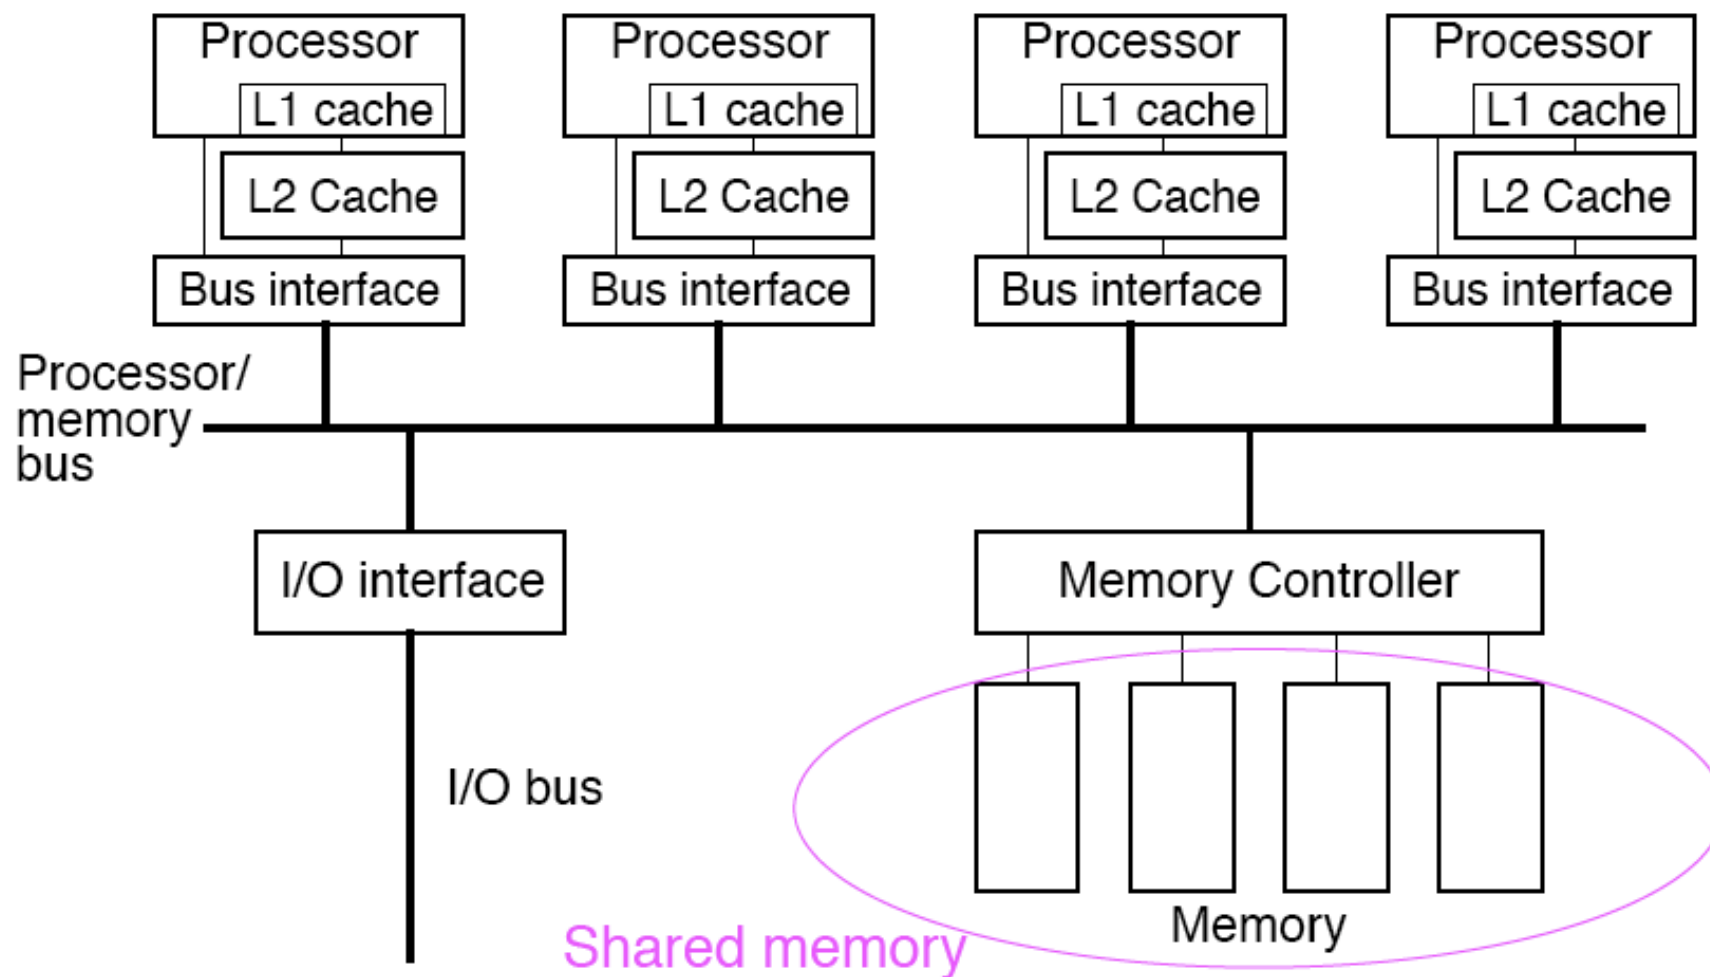 Processor
Processor
Processor
Processor
L1 cache
L1 cache
L1 cache
L1 cache
L2 Cache
L2 Cache
L2 Cache
L2 Cache
Bus interface
Bus interface
Bus interface
Bus interface
Processor/
memory
bus
I/O interface
Memory Controller
I/O bus
Memory
Shared memory